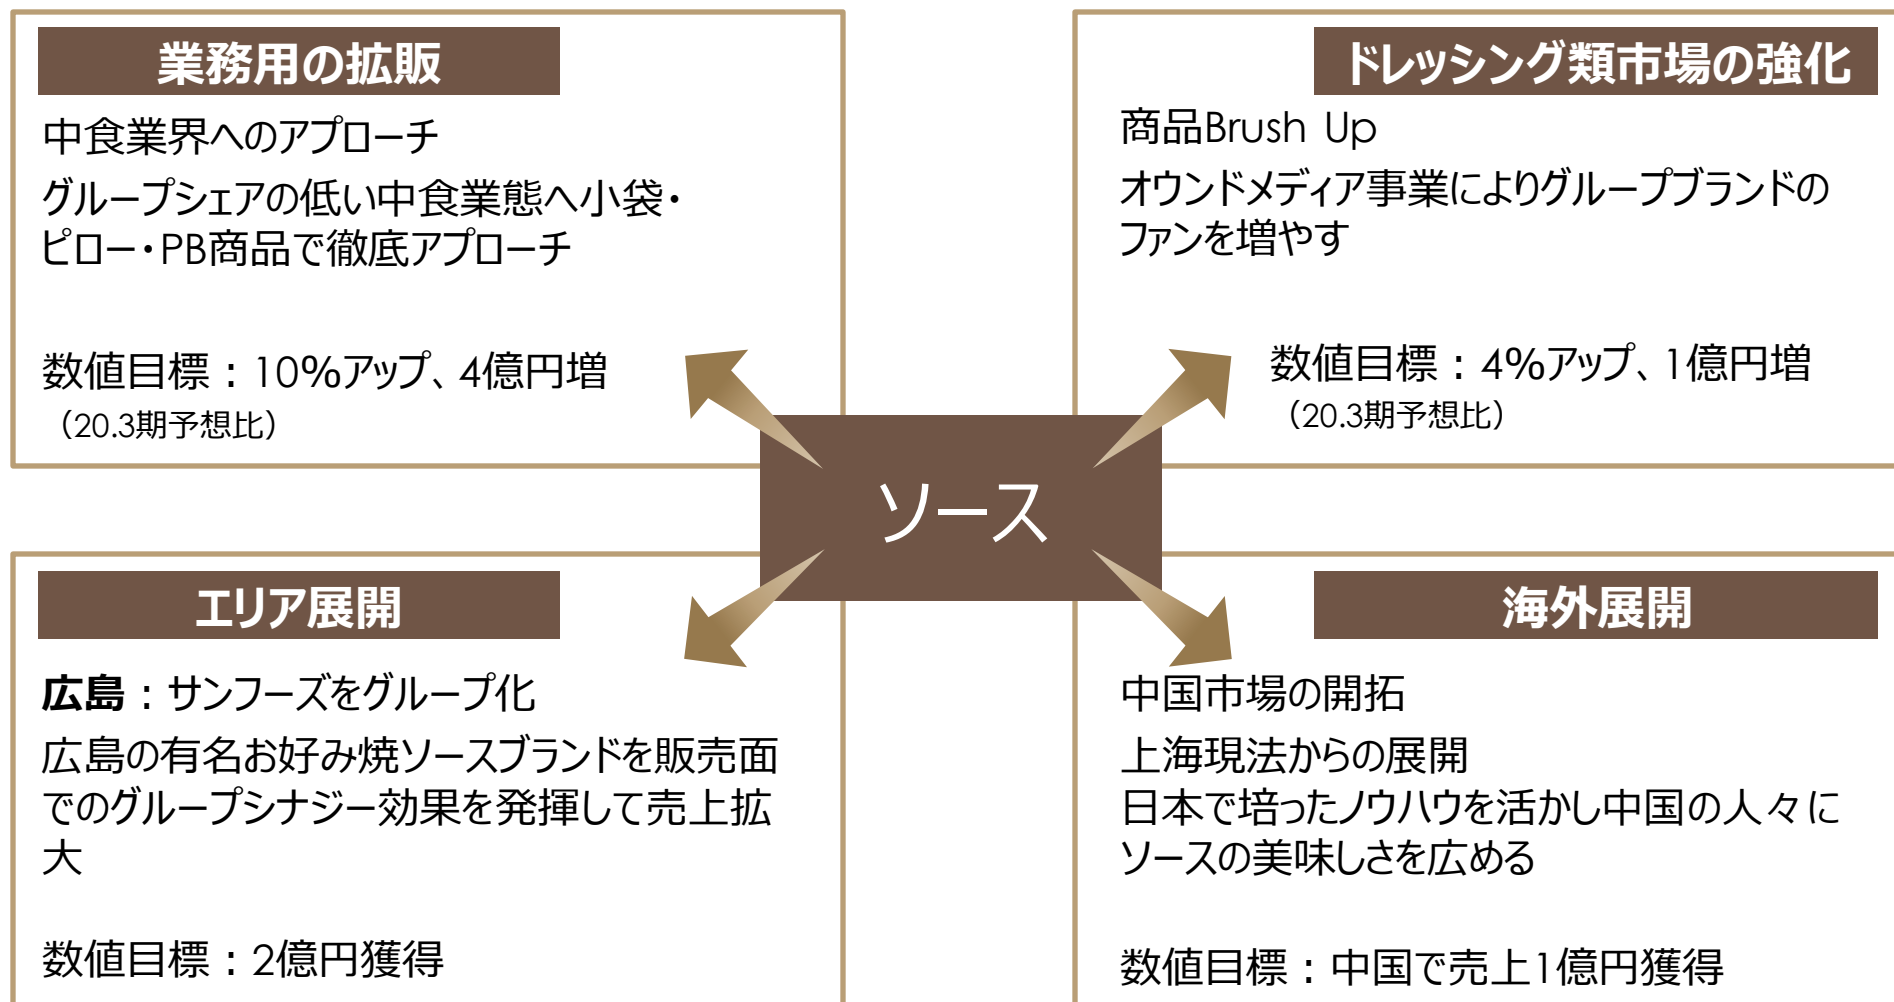 業務用の拡販
中食業界へのアプローチ
グループシェアの低い中食業態へ小袋・
ピロー・PB商品で徹底アプローチ
数値目標：10%アップ、4億円増
（20.3期予想比）
ドレッシング類市場の強化
商品Brush Up
オウンドメディア事業によりグループブランドの
ファンを増やす
数値目標：4%アップ、1億円増
（20.3期予想比）
ソース
エリア展開
広島：サンフーズをグループ化
広島の有名お好み焼ソースブランドを販売面
でのグループシナジー効果を発揮して売上拡
大
数値目標：2億円獲得
海外展開
中国市場の開拓
上海現法からの展開
日本で培ったノウハウを活かし中国の人々に
ソースの美味しさを広める
数値目標：中国で売上1億円獲得